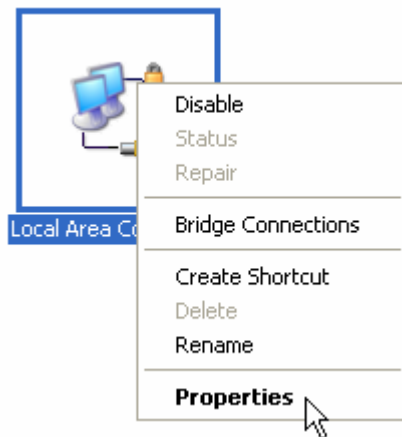 Disable
Status
Repair
Local Area Co
Bridge Connections
Create Shortcut
Delete
Rename
Properties